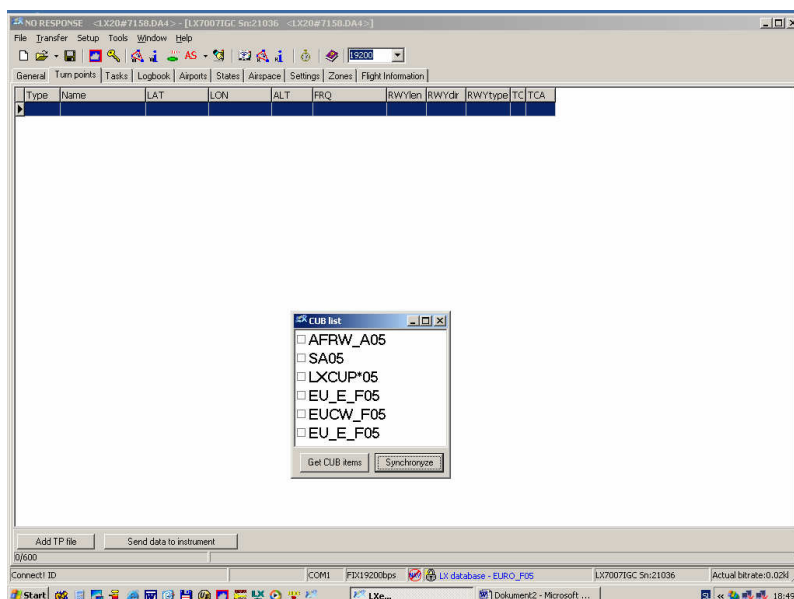 NO RESPONSE <LX20#7158.DA4> - [LX7007IGC Sn:21036 <LX20#7158.DA4>]
File Transfer Setup Tools Window Help
AS 19200
General Turn points Tasks Logbook Airports States Airspace Settings Zones Flight Information
Type Name LAT LON ALT FRQ RWYlen RWYdir RWYtype TC TCA
CUB list
AFRW_A05
SA05
LXCUP*05
EU_E_F05
EUCW_F05
EU_E_F05
Get CUB items Synchronyze
Add TP file Send data to instrument
0/600
Connect! ID COM1 FIX19200bps LX database - EURO_F05 LX7007IGC Sn:21036 Actual bitrate:0.02kl
Start LXe... Dokument2 - Microsoft ... 18:49